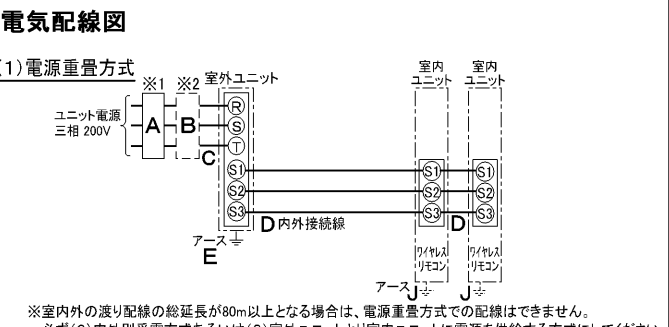 電気配線図
(1)電源重畳方式
※1 ※2 室外ユニット
室内ユニット
室内ユニット
ユニット電源
三相 200V
A
B
C
R
S
T
S1
S2
S3
S1
S2
S3
S1
S2
S3
D 内外接続線
D
アース
E
ワイヤレスリモコン
ワイヤレスリモコン
アース J
J
※室内外の渡り配線の総延長が80m以上となる場合は、電源重畳方式での配線はできません。